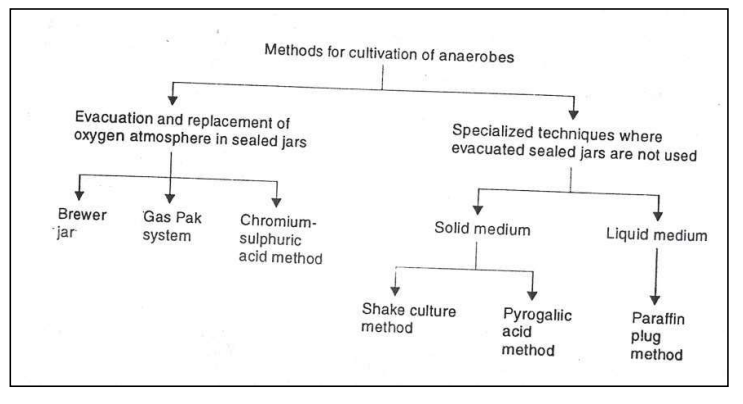 Methods for cultivation of anaerobes
Evacuation and replacement of
oxygen atmosphere in sealed jars
Specialized techniques where
evacuated sealed jars are not used
Brewer
jar
Gas Pak
system
Chromium-
sulphuric
acid method
Solid medium
Liquid medium
Shake culture
method
Pyrogallic
acid
method
Paraffin
plug
method